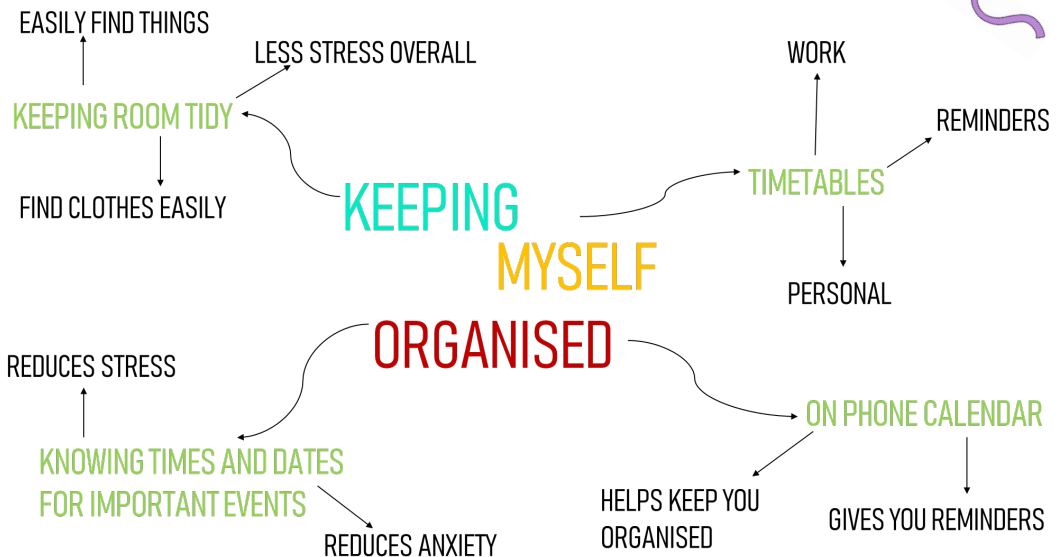 EASILY FIND THINGS
LESS STRESS OVERALL
KEEPING ROOM TIDY
FIND CLOTHES EASILY
WORK
REMINDERS
TIMETABLES
PERSONAL
KEEPING
MYSELF
ORGANISED
REDUCES STRESS
KNOWING TIMES AND DATES
FOR IMPORTANT EVENTS
REDUCES ANXIETY
ON PHONE CALENDAR
HELPS KEEP YOU
ORGANISED
GIVES YOU REMINDERS